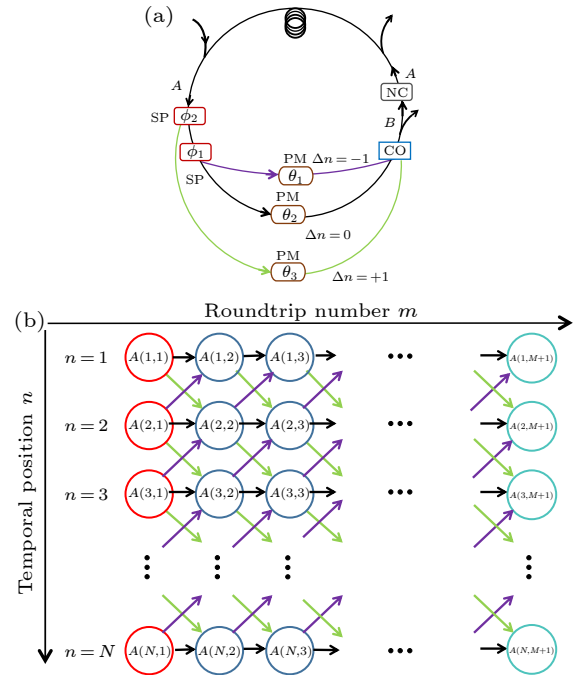 (a)
A
A
SP
ϕ₂
NC
B
ϕ₁
CO
SP
PM
Δn=−1
θ₁
PM
θ₂
Δn=0
PM
θ₃
Δn=+1
(b)
Roundtrip number m
Temporal position n
n=1 A(1,1) A(1,2) A(1,3) ••• A(1,M+1)
n=2 A(2,1) A(2,2) A(2,3) ••• A(2,M+1)
n=3 A(3,1) A(3,2) A(3,3) ••• A(3,M+1)
n=N A(N,1) A(N,2) A(N,3) ••• A(N,M+1)